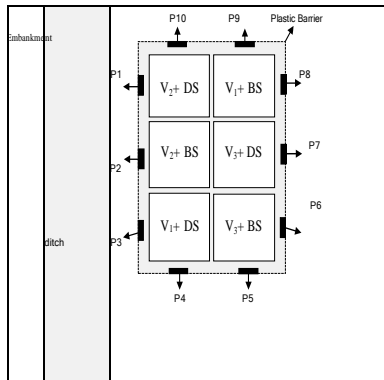 P10 P9 Plastic Barrier
Embankment
P1 P8
V₂+ DS V₁+ BS
P7
V₂+ BS V₃+ DS
P2
P6
V₁+ DS V₃+ BS
P3
ditch
P4 P5